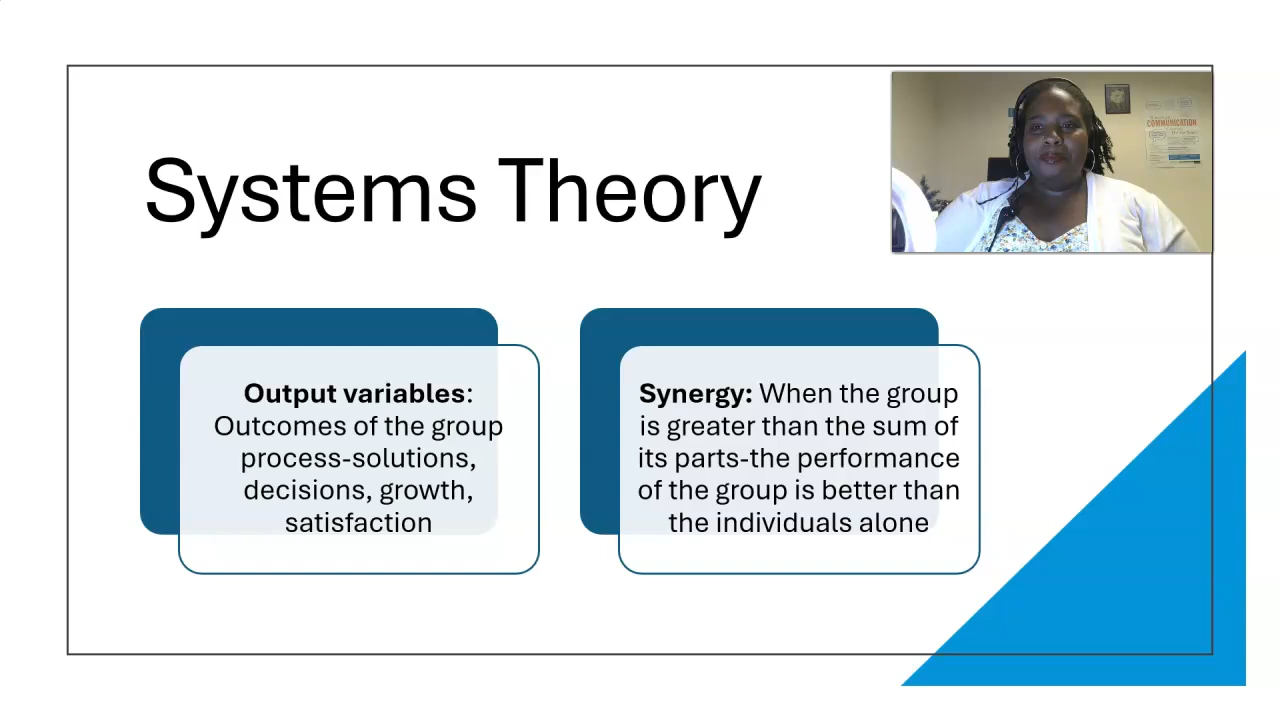 Systems Theory
COMMUNICATION
Output variables:
Outcomes of the group
process-solutions,
decisions, growth,
satisfaction
Synergy: When the group
is greater than the sum of
its parts-the performance
of the group is better than
the individuals alone